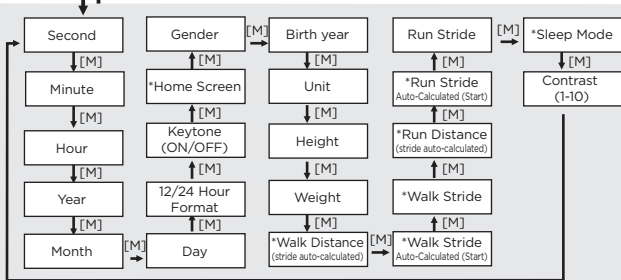 Second
[M]
Minute
[M]
Hour
[M]
Year
[M]
Month
[M]
Day
[M]
12/24 Hour
Format
[M]
Keytone
(ON/OFF)
[M]
*Home Screen
[M]
Gender
[M]
Birth year
[M]
Unit
[M]
Height
[M]
Weight
[M]
*Walk Distance
(stride auto-calculated)
[M]
*Walk Stride
Auto-Calculated (Start)
[M]
*Walk Stride
[M]
*Run Distance
(stride auto-calculated)
[M]
*Run Stride
Auto-Calculated (Start)
[M]
Run Stride
[M]
*Sleep Mode
[M]
Contrast
(1-10)